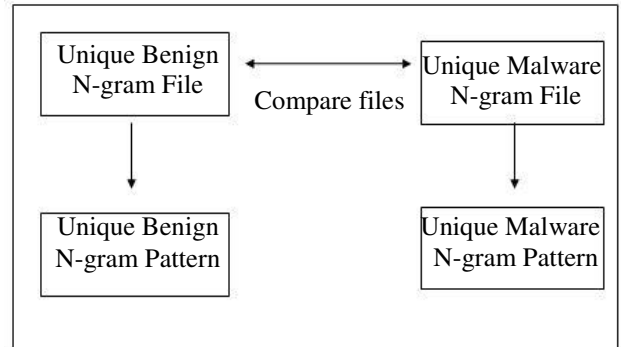 Unique Benign
N-gram File
Compare files
Unique Malware
N-gram File
Unique Benign
N-gram Pattern
Unique Malware
N-gram Pattern